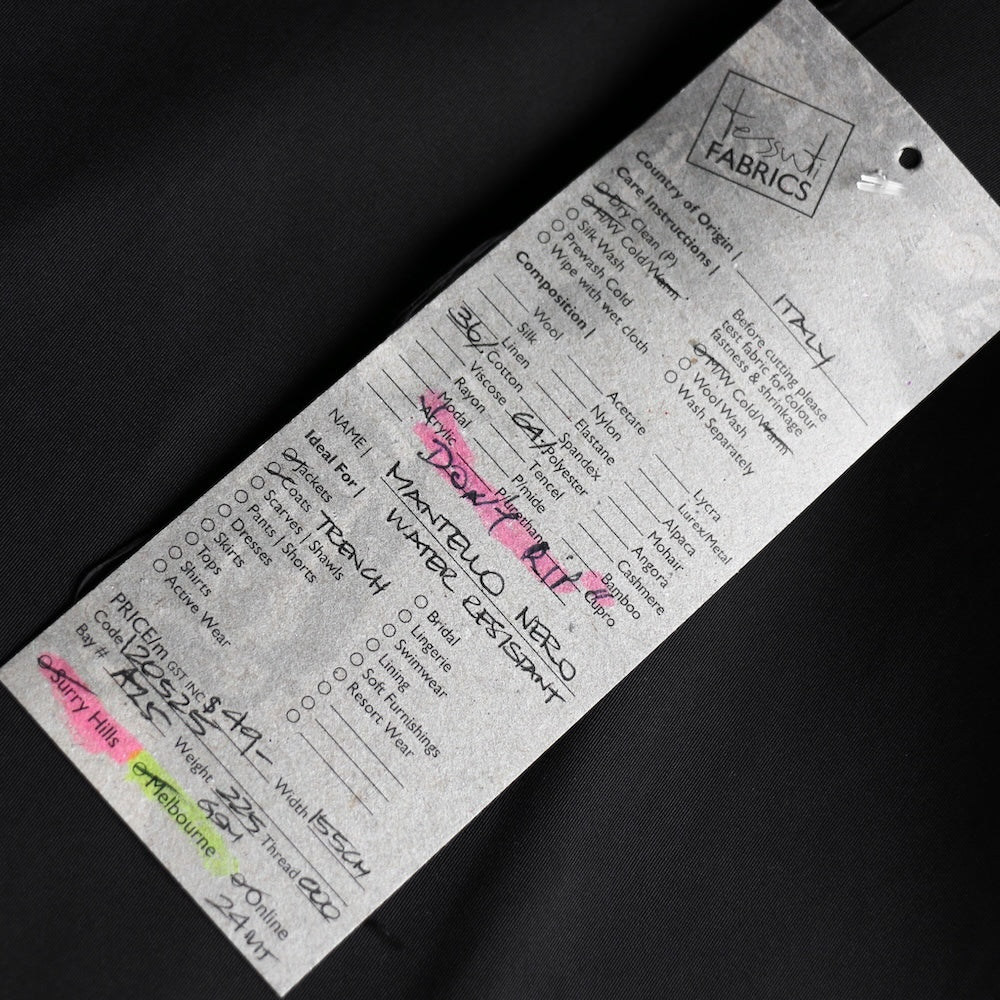 tessuti
FABRICS
Country of Origin | ITALY
Care Instructions |
Dry Clean (P)
H/W Cold/Warm
Silk Wash
Prewash Cold
Wipe with wet cloth
Before cutting please
test fabric for colour
fastness & shrinkage
M/W Cold/Warm
Wool Wash
Wash Separately
Composition |
Wool
Silk
Linen
36/ Cotton
Viscose
Rayon
Modal
Acrylic
Acetate
Nylon
Elastane
Spandex
64/ Polyester
Tencel
P/mide
P/urethan
Lycra
Lurex/Metal
Alpaca
Mohair
Angora
Cashmere
Bamboo
Cupro
DON'T RIP!!
NAME | MANTELLO NERO
WATER RESISTANT
Ideal For |
Jackets
Coats TRENCH
Scarves | Shawls
Pants | Shorts
Dresses
Skirts
Tops
Shirts
Active Wear
Bridal
Lingerie
Swimwear
Lining
Soft Furnishings
Resort Wear
PRICE/m GST INC $49-
Width 155CM
Code 120525
Weight 225 GSM
Thread 000
Bay # A25
Surry Hills
Melbourne
Online
24MT